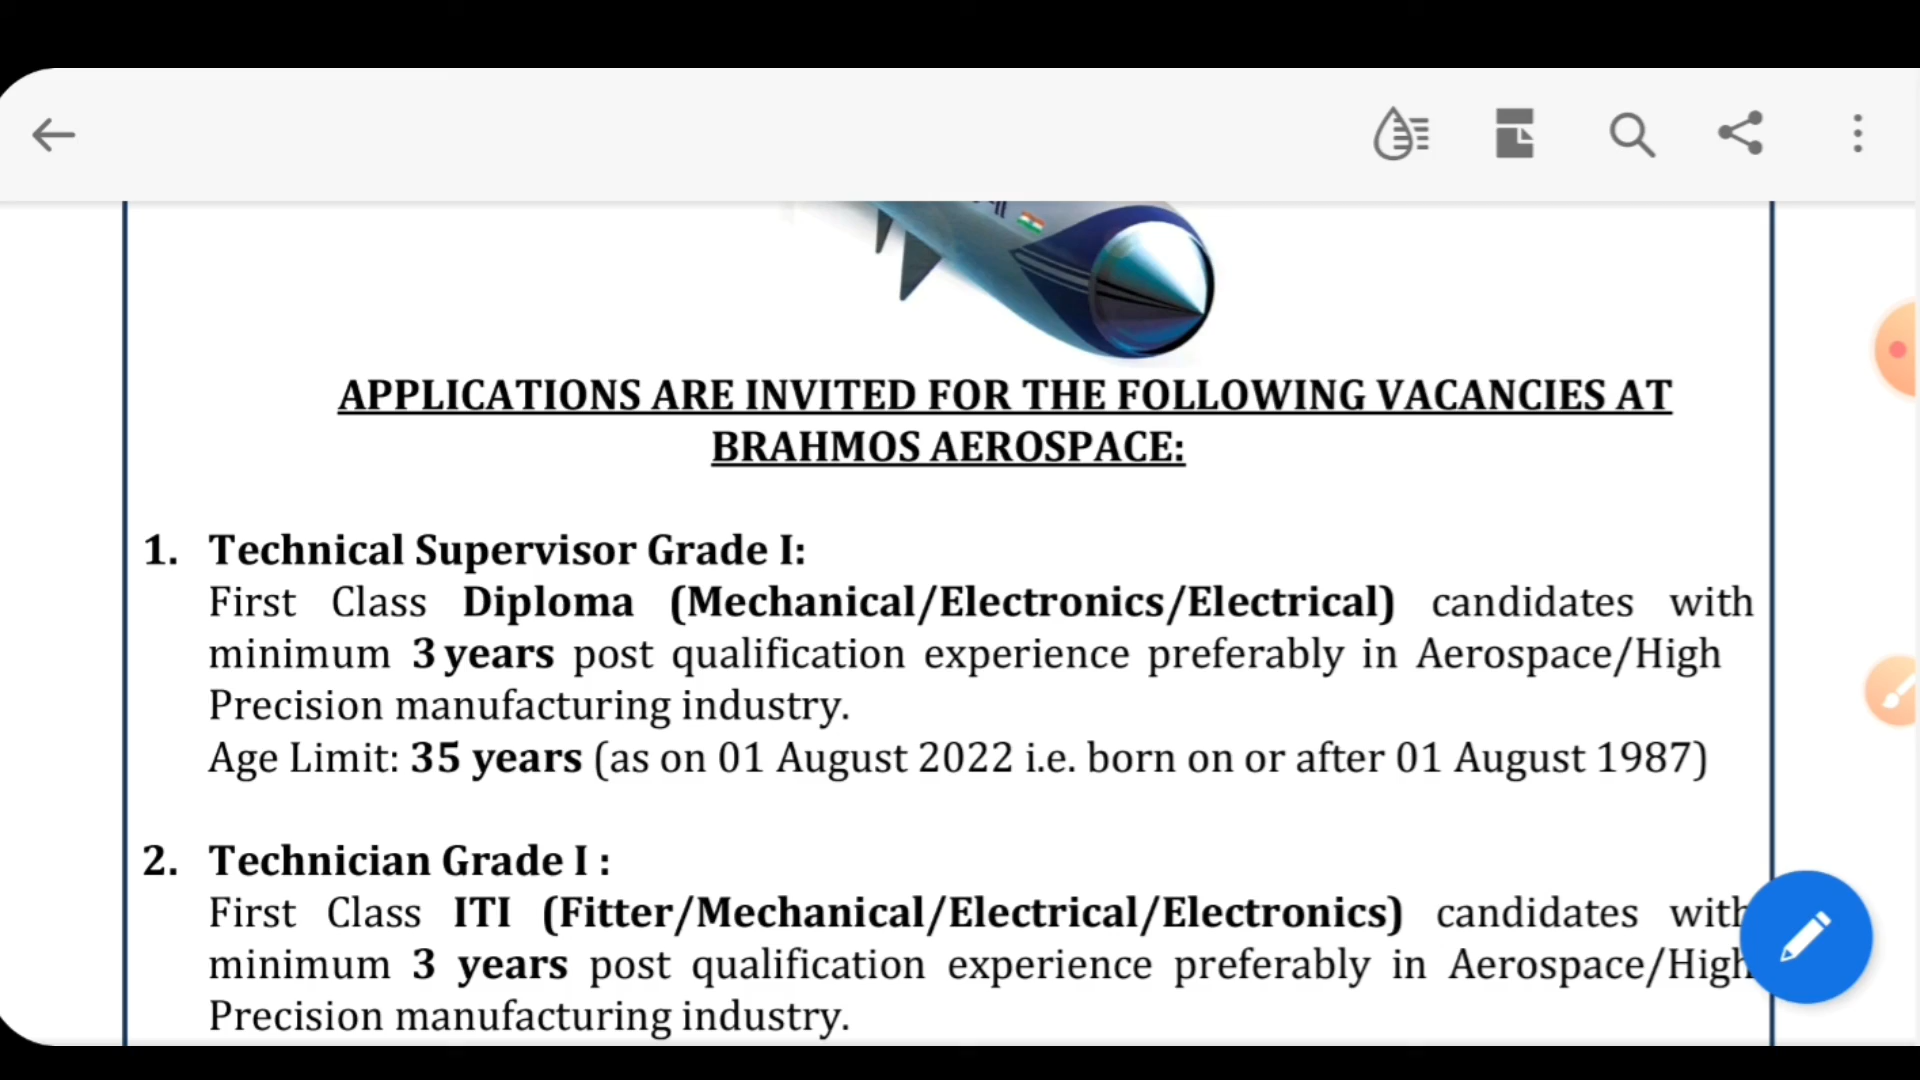 APPLICATIONS ARE INVITED FOR THE FOLLOWING VACANCIES AT
BRAHMOS AEROSPACE:
1. Technical Supervisor Grade I:
First Class Diploma (Mechanical/Electronics/Electrical) candidates with
minimum 3 years post qualification experience preferably in Aerospace/High
Precision manufacturing industry.
Age Limit: 35 years (as on 01 August 2022 i.e. born on or after 01 August 1987)
2. Technician Grade I :
First Class ITI (Fitter/Mechanical/Electrical/Electronics) candidates with
minimum 3 years post qualification experience preferably in Aerospace/High
Precision manufacturing industry.